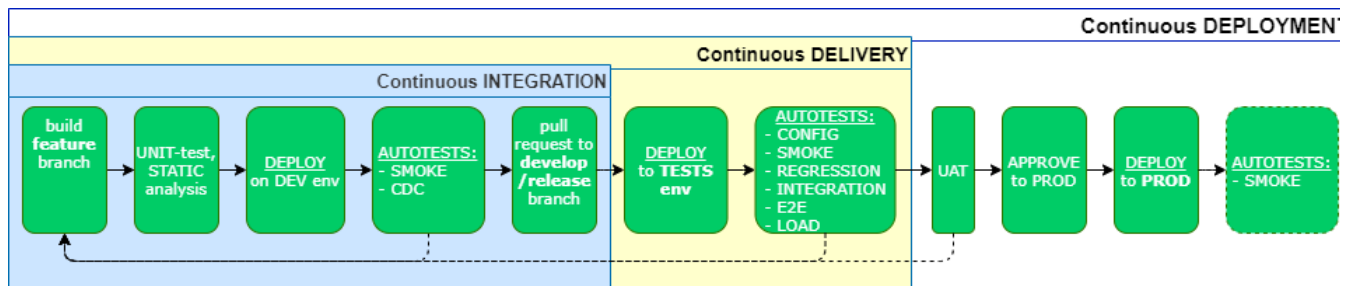 Continuous DEPLOYMENT
Continuous DELIVERY
Continuous INTEGRATION
build
feature
branch
UNIT-test,
STATIC
analysis
DEPLOY
on DEV env
AUTOTESTS:
- SMOKE
- CDC
pull
request to
develop
/release
branch
DEPLOY
to TESTS
env
AUTOTESTS:
- CONFIG
- SMOKE
- REGRESSION
- INTEGRATION
- E2E
- LOAD
UAT
APPROVE
to PROD
DEPLOY
to PROD
AUTOTESTS:
- SMOKE